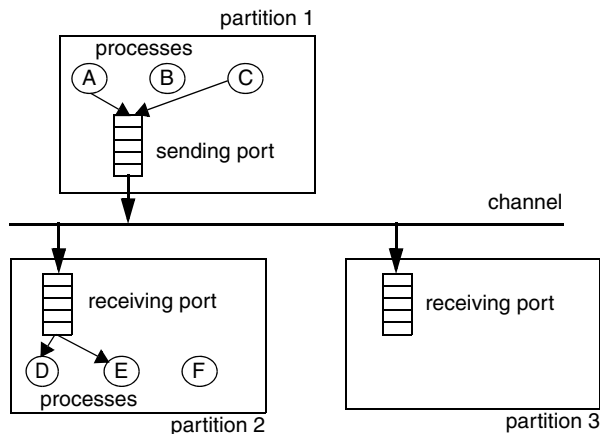 partition 1
processes
A B C
sending port
channel
receiving port
receiving port
D E F
processes
partition 2
partition 3